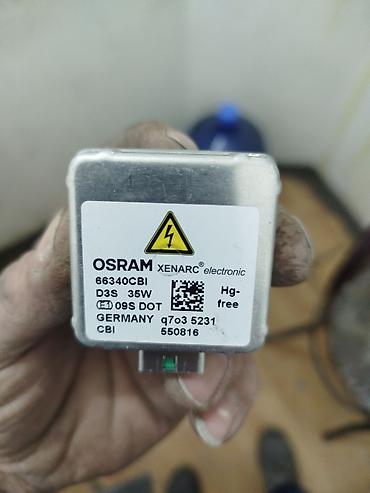 OSRAM XENARC® electronic
66340CBI
D3S 35W Hg-
E1 09S DOT free
GERMANY q7o3 5231
CBI 550816